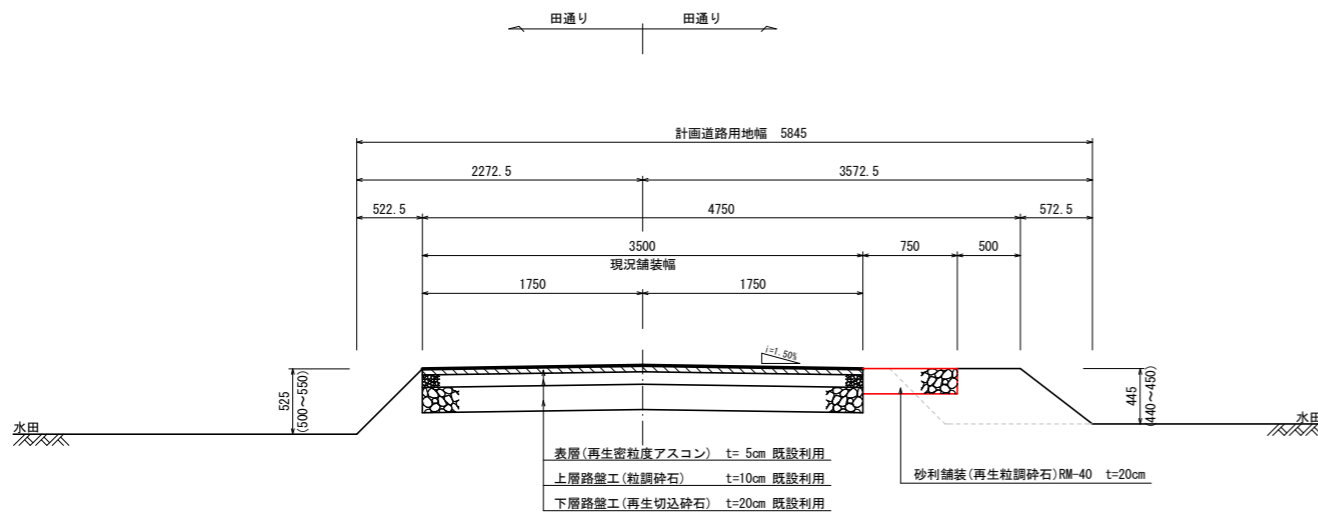 田通り 田通り
計画道路用地幅 5845
2272.5 3572.5
522.5 4750 572.5
3500 750 500
現況舗装幅
1750 1750
i=1.50%
525
(500～550)
445
(440～450)
水田 水田
表層(再生密粒度アスコン) t= 5cm 既設利用
上層路盤工(粒調砕石) t=10cm 既設利用
下層路盤工(再生切込砕石) t=20cm 既設利用
砂利舗装(再生粒調砕石)RM-40 t=20cm